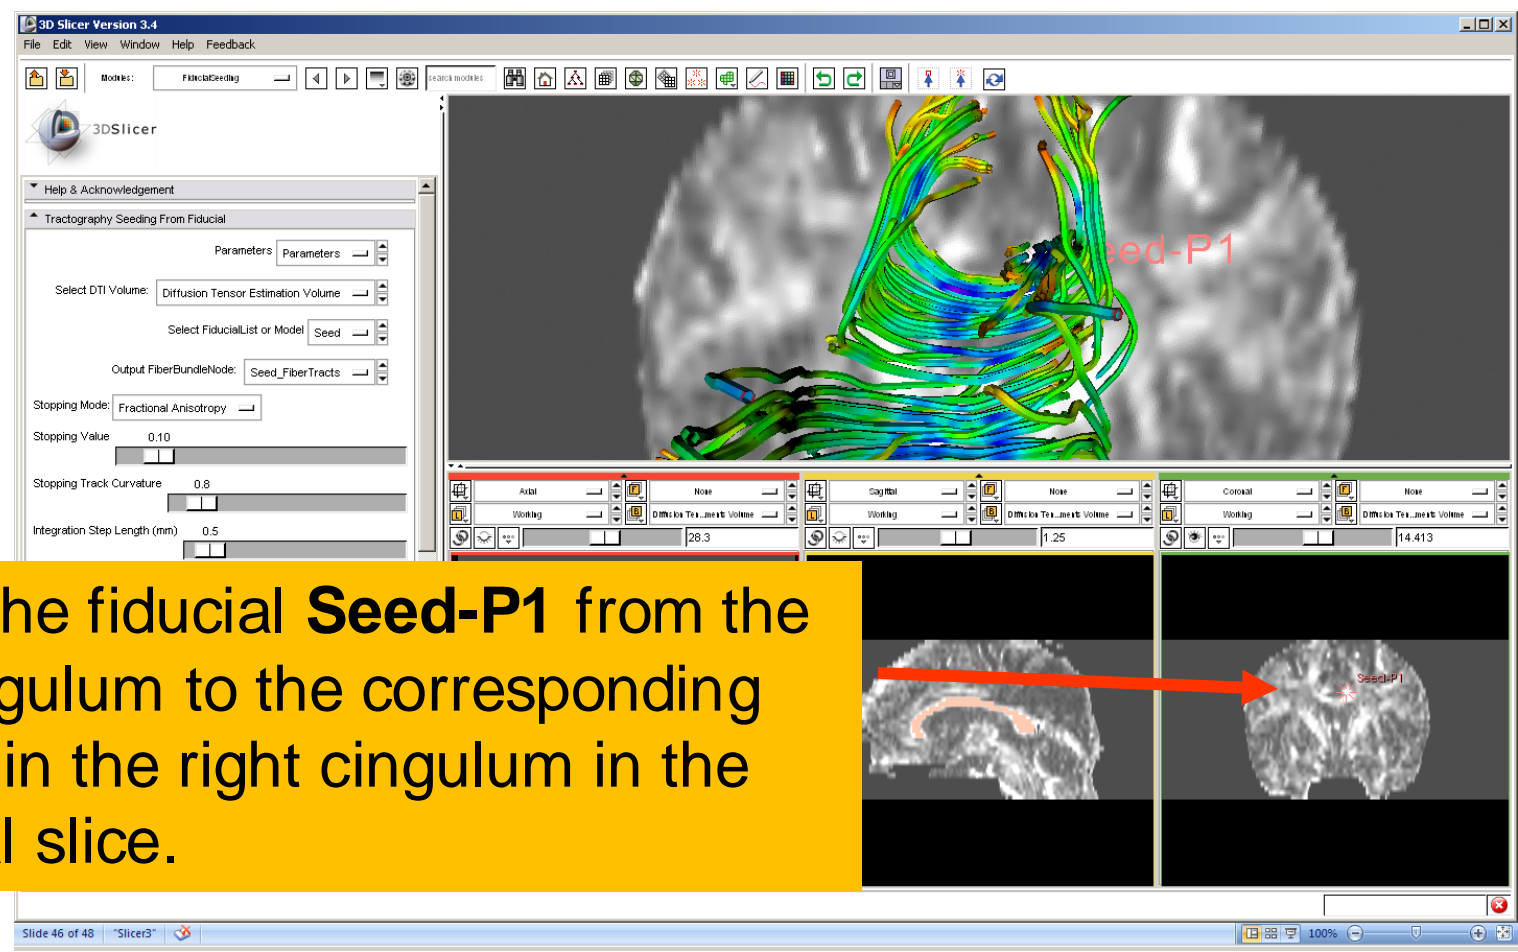 3D Slicer Version 3.4
File Edit View Window Help Feedback
Modules: FiducialSeeding search modules
3DSlicer
Help & Acknowledgement
Tractography Seeding From Fiducial
Parameters Parameters
Select DTI Volume: Diffusion Tensor Estimation Volume
Select FiducialList or Model Seed
Output FiberBundleNode: Seed_FiberTracts
Stopping Mode: Fractional Anisotropy
Stopping Value 0.10
Stopping Track Curvature 0.8
Integration Step Length (mm) 0.5
eed-P1
Axial None Sagittal None Coronal None
Working Diffusion Ten...ment Volume Working Diffusion Ten...ment Volume Working Diffusion Ten...ment Volume
28.3 1.25 14.413
Seed-P1
he fiducial Seed-P1 from the
gulum to the corresponding
in the right cingulum in the
l slice.
Slide 46 of 48 "Slicer3" 100%